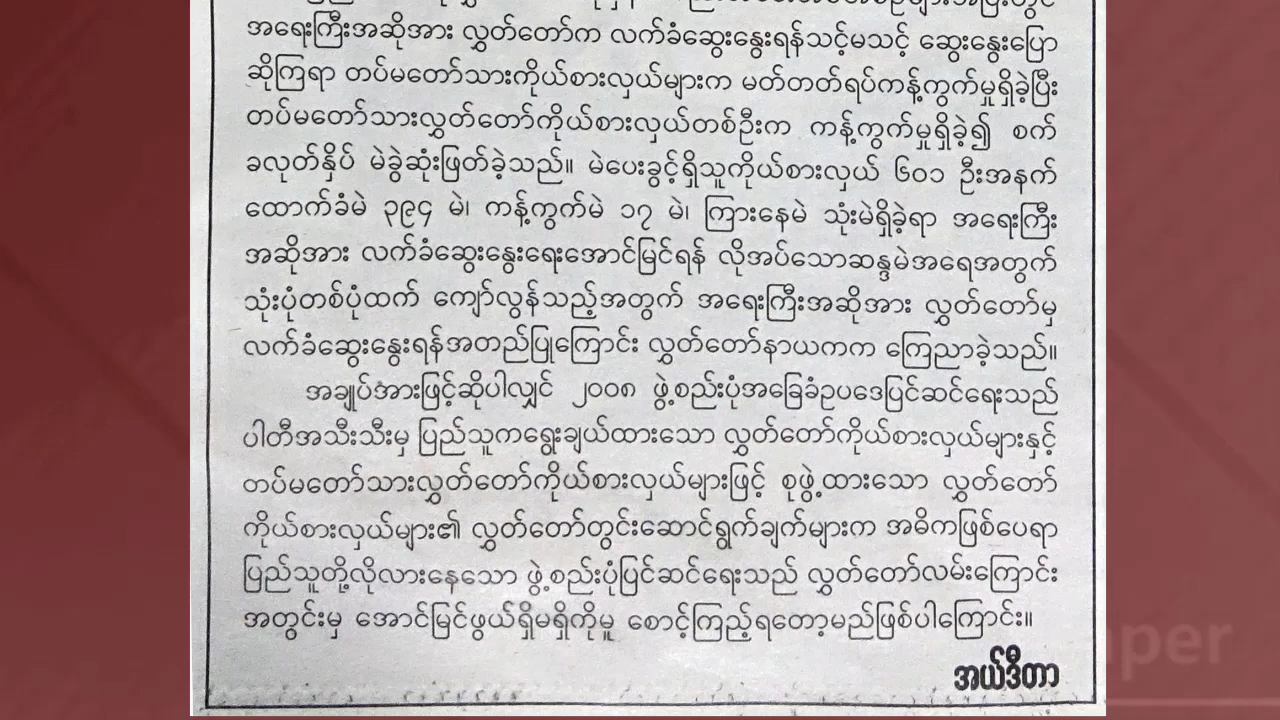 အရေးကြီးအဆိုအား လွှတ်တော်က လက်ခံဆွေးနွေးရန်သင့်မသင့် ဆွေးနွေးပြော
ဆိုကြရာ တပ်မတော်သားကိုယ်စားလှယ်များက မတ်တတ်ရပ်ကန့်ကွက်မှုရှိခဲ့ပြီး
တပ်မတော်သားလွှတ်တော်ကိုယ်စားလှယ်တစ်ဦးက ကန့်ကွက်မှုရှိခဲ့၍ စက်
ခလုတ်နှိပ် မဲခွဲဆုံးဖြတ်ခဲ့သည်။ မဲပေးခွင့်ရှိသူကိုယ်စားလှယ် ၆၀၁ ဦးအနက်
ထောက်ခံမဲ ၃၉၄ မဲ၊ ကန့်ကွက်မဲ ၁၇ မဲ၊ ကြားနေမဲ သုံးမဲရှိခဲ့ရာ အရေးကြီး
အဆိုအား လက်ခံဆွေးနွေးရေးအောင်မြင်ရန် လိုအပ်သောဆန္ဒမဲအရေအတွက်
သုံးပုံတစ်ပုံထက် ကျော်လွန်သည့်အတွက် အရေးကြီးအဆိုအား လွှတ်တော်မှ
လက်ခံဆွေးနွေးရန်အတည်ပြုကြောင်း လွှတ်တော်နာယကက ကြေညာခဲ့သည်။
အချုပ်အားဖြင့်ဆိုပါလျှင် ၂၀၀၈ ဖွဲ့စည်းပုံအခြေခံဥပဒေပြင်ဆင်ရေးသည်
ပါတီအသီးသီးမှ ပြည်သူကရွေးချယ်ထားသော လွှတ်တော်ကိုယ်စားလှယ်များနှင့်
တပ်မတော်သားလွှတ်တော်ကိုယ်စားလှယ်များဖြင့် စုဖွဲ့ထားသော လွှတ်တော်
ကိုယ်စားလှယ်များ၏ လွှတ်တော်တွင်းဆောင်ရွက်ချက်များက အဓိကဖြစ်ပေရာ
ပြည်သူတို့လိုလားနေသော ဖွဲ့စည်းပုံပြင်ဆင်ရေးသည် လွှတ်တော်လမ်းကြောင်း
အတွင်းမှ အောင်မြင်ဖွယ်ရှိမရှိကိုမူ စောင့်ကြည့်ရတော့မည်ဖြစ်ပါကြောင်း။
အယ်ဒီတာ